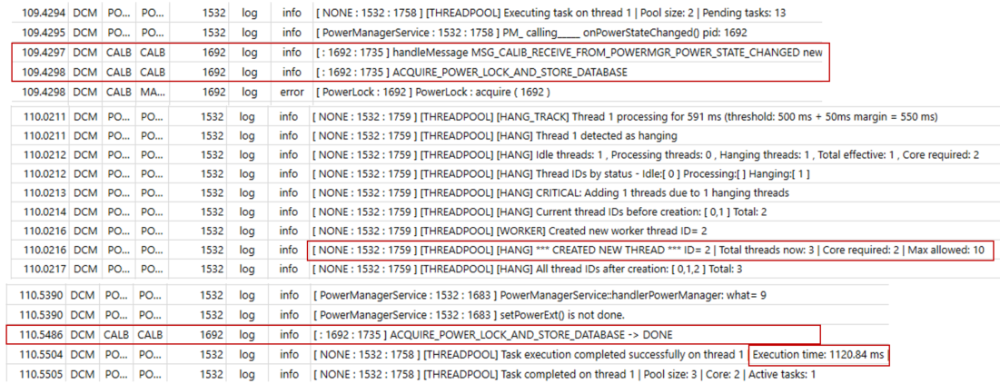 109.4294 DCM PO... PO... 1532 log info [ NONE : 1532 : 1758 ] [THREADPOOL] Executing task on thread 1 | Pool size: 2 | Pending tasks: 13
109.4295 DCM PO... PO... 1532 log info [ PowerManagerService : 1532 : 1758 ] PM_ calling_____ onPowerStateChanged() pid: 1692
109.4297 DCM CALB CALB 1692 log info [ : 1692 : 1735 ] handleMessage MSG_CALIB_RECEIVE_FROM_POWERMGR_POWER_STATE_CHANGED new
109.4298 DCM CALB CALB 1692 log info [ : 1692 : 1735 ] ACQUIRE_POWER_LOCK_AND_STORE_DATABASE
109.4298 DCM CALB MA... 1692 log error [ PowerLock : 1692 ] PowerLock : acquire ( 1692 )
110.0211 DCM PO... PO... 1532 log info [ NONE : 1532 : 1759 ] [THREADPOOL] [HANG_TRACK] Thread 1 processing for 591 ms (threshold: 500 ms + 50ms margin = 550 ms)
110.0211 DCM PO... PO... 1532 log info [ NONE : 1532 : 1759 ] [THREADPOOL] [HANG] Thread 1 detected as hanging
110.0212 DCM PO... PO... 1532 log info [ NONE : 1532 : 1759 ] [THREADPOOL] [HANG] Idle threads: 1 , Processing threads: 0 , Hanging threads: 1 , Total effective: 1 , Core required: 2
110.0212 DCM PO... PO... 1532 log info [ NONE : 1532 : 1759 ] [THREADPOOL] [HANG] Thread IDs by status - Idle:[ 0 ] Processing:[ ] Hanging:[ 1 ]
110.0213 DCM PO... PO... 1532 log info [ NONE : 1532 : 1759 ] [THREADPOOL] [HANG] CRITICAL: Adding 1 threads due to 1 hanging threads
110.0214 DCM PO... PO... 1532 log info [ NONE : 1532 : 1759 ] [THREADPOOL] [HANG] Current thread IDs before creation: [ 0,1 ] Total: 2
110.0216 DCM PO... PO... 1532 log info [ NONE : 1532 : 1759 ] [THREADPOOL] [WORKER] Created new worker thread ID= 2
110.0216 DCM PO... PO... 1532 log info [ NONE : 1532 : 1759 ] [THREADPOOL] [HANG] *** CREATED NEW THREAD *** ID= 2 | Total threads now: 3 | Core required: 2 | Max allowed: 10
110.0217 DCM PO... PO... 1532 log info [ NONE : 1532 : 1759 ] [THREADPOOL] [HANG] All thread IDs after creation: [ 0,1,2 ] Total: 3
110.5390 DCM PO... PO... 1532 log info [ PowerManagerService : 1532 : 1683 ] PowerManagerService::handlerPowerManager: what= 9
110.5390 DCM PO... PO... 1532 log info [ PowerManagerService : 1532 : 1683 ] setPowerExt() is not done.
110.5486 DCM CALB CALB 1692 log info [ : 1692 : 1735 ] ACQUIRE_POWER_LOCK_AND_STORE_DATABASE -> DONE
110.5504 DCM PO... PO... 1532 log info [ NONE : 1532 : 1758 ] [THREADPOOL] Task execution completed successfully on thread 1 | Execution time: 1120.84 ms |
110.5505 DCM PO... PO... 1532 log info [ NONE : 1532 : 1758 ] [THREADPOOL] Task completed on thread 1 | Pool size: 3 | Core: 2 | Active tasks: 1